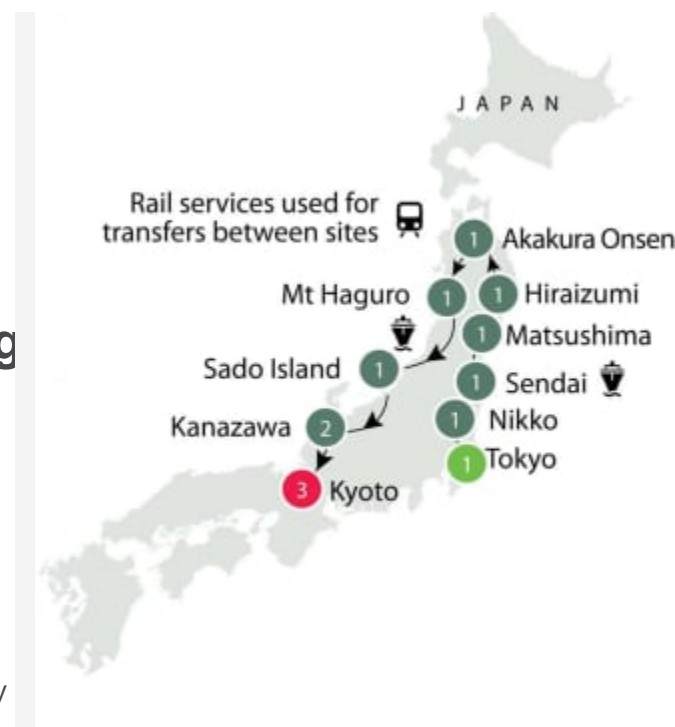 JAPAN
Rail services used for
transfers between sites
1 Akakura Onsen
Mt Haguro 1
1 Hiraizumi
1 Matsushima
Sado Island 1
1 Sendai
1 Nikko
Kanazawa 2
1 Tokyo
3 Kyoto
g
y